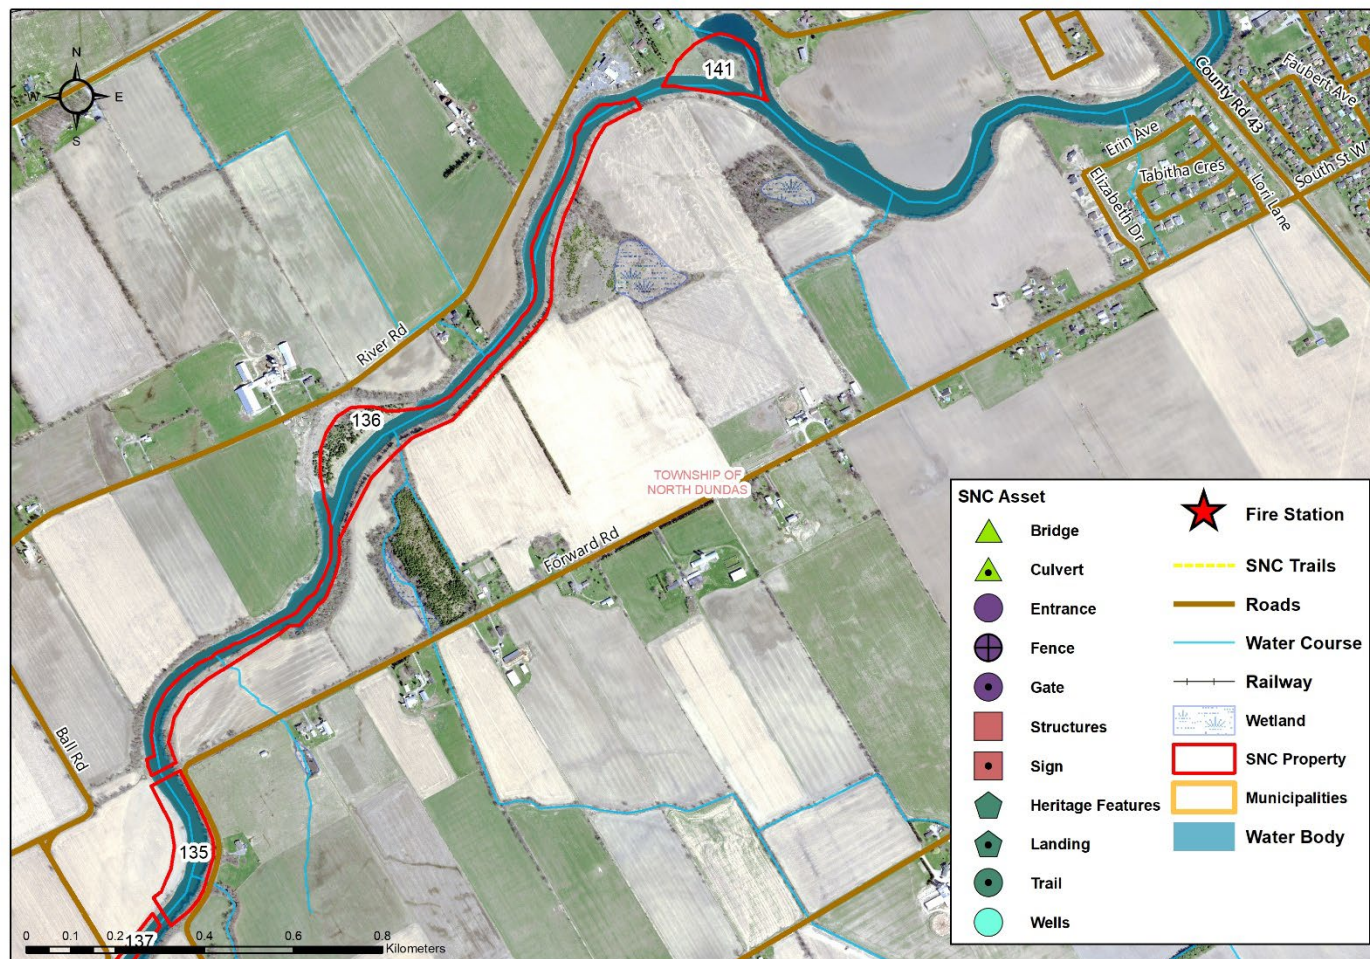 N
W
E
S
141
County Rd 43
Faubert Ave
Erin Ave
Tabitha Cres
South St W
Elizabeth Dr
Lori Lane
River Rd
136
TOWNSHIP OF
NORTH DUNDAS
Forward Rd
Ball Rd
135
137
0 0.1 0.2 0.4 0.6 0.8
Kilometers
SNC Asset
Bridge
Culvert
Entrance
Fence
Gate
Structures
Sign
Heritage Features
Landing
Trail
Wells
Fire Station
SNC Trails
Roads
Water Course
Railway
Wetland
SNC Property
Municipalities
Water Body